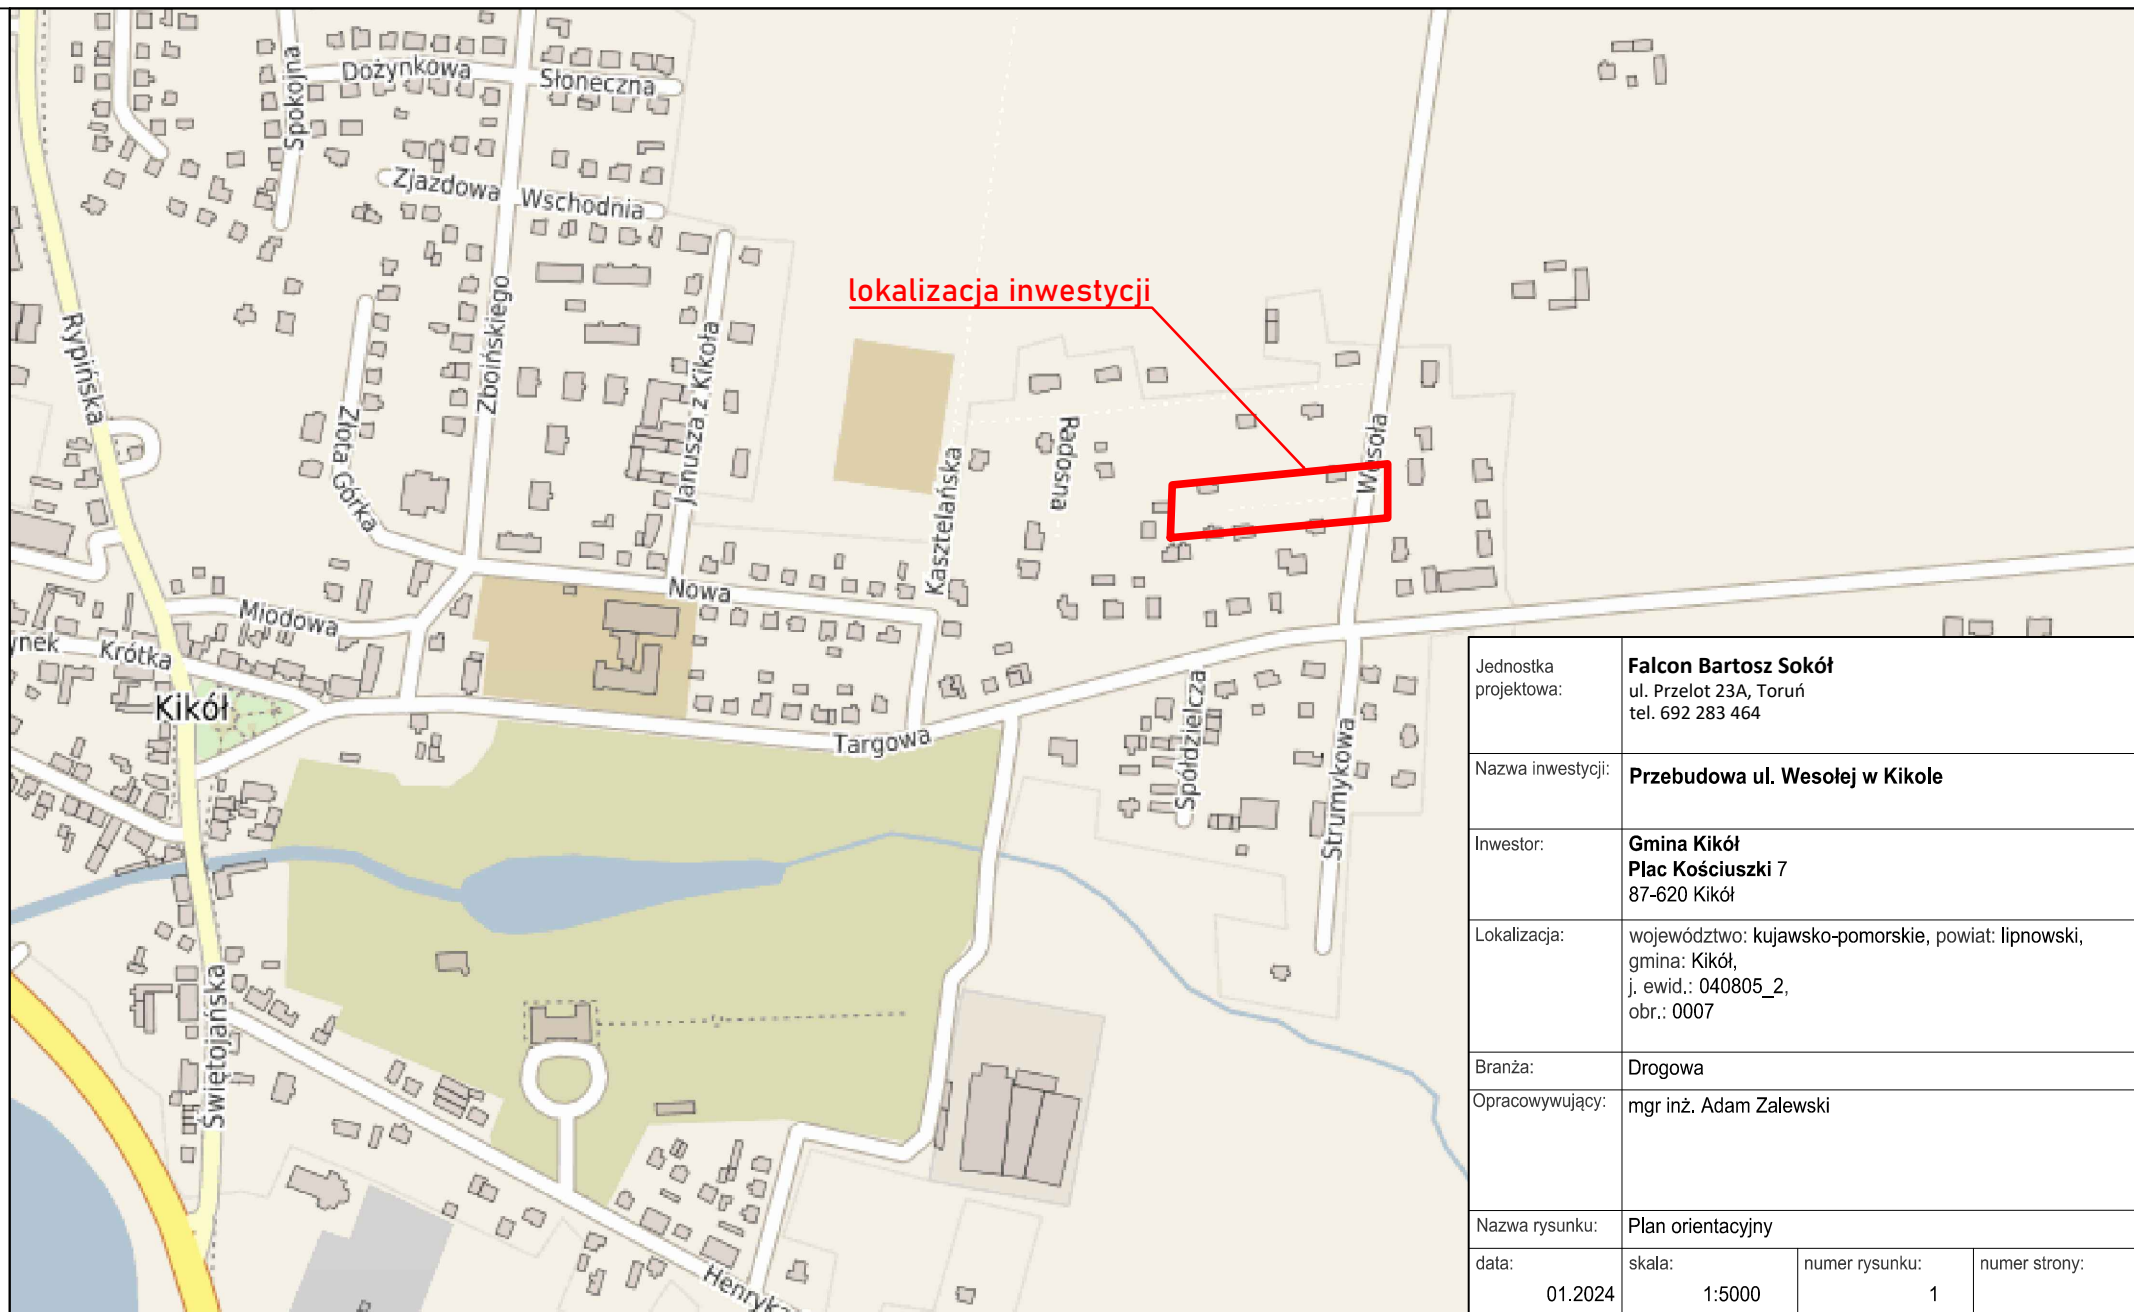 Spokojna
Dożynkowa
Słoneczna
Zjazdowa
Wschodnia
Rypińska
Zboińskiego
Janusza z Kikoła
Złota Górka
lokalizacja inwestycji
Kasztelańska
Radosna
Wesoła
Nowa
Miodowa
Krótka
Kikół
Targowa
Spółdzielcza
Strumykowa
Świętojańska
Henryka
Jednostka projektowa:
Falcon Bartosz Sokół
ul. Przelot 23A, Toruń
tel. 692 283 464
Nazwa inwestycji:
Przebudowa ul. Wesołej w Kikole
Inwestor:
Gmina Kikół
Plac Kościuszki 7
87-620 Kikół
Lokalizacja:
województwo: kujawsko-pomorskie, powiat: lipnowski,
gmina: Kikół,
j. ewid.: 040805_2,
obr.: 0007
Branża:
Drogowa
Opracowywujący:
mgr inż. Adam Zalewski
Nazwa rysunku:
Plan orientacyjny
data:
01.2024
skala:
1:5000
numer rysunku:
1
numer strony: